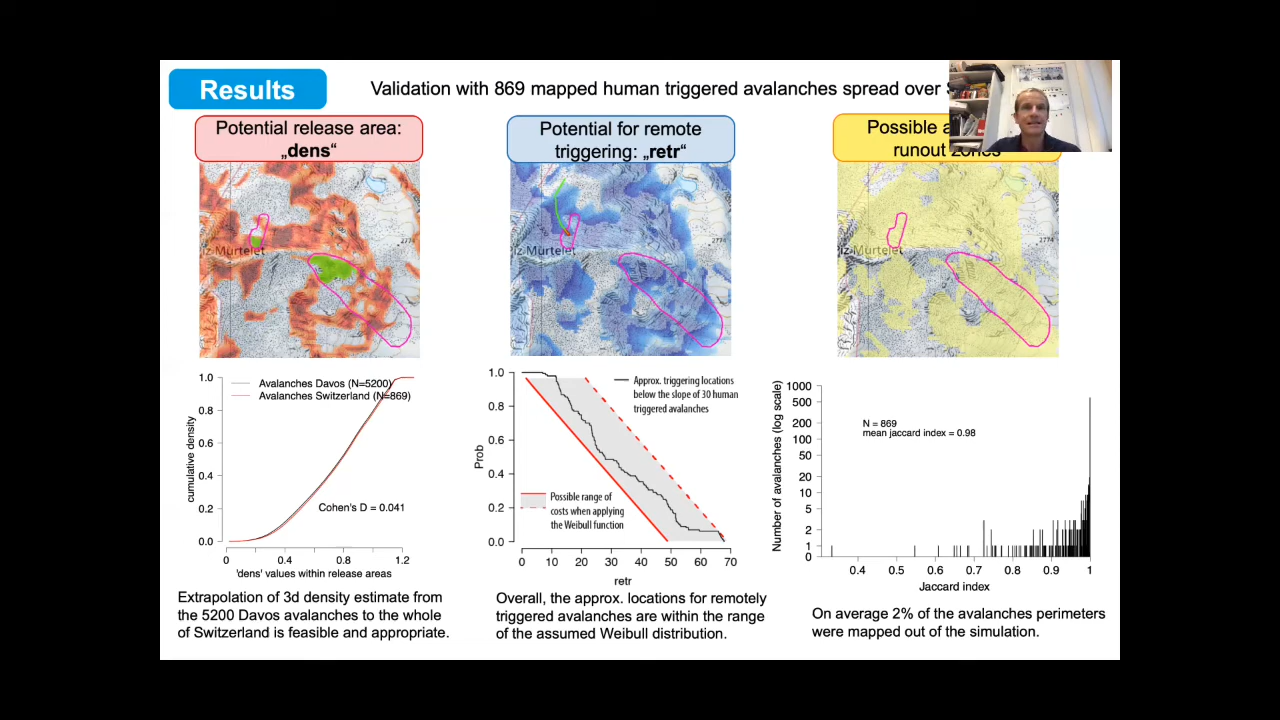 Results
Validation with 869 mapped human triggered avalanches spread over
Potential release area:
„dens“
Potential for remote
triggering: „retr“
Possible
runout zones
iz Murtelet
2774
iz Murtelet
2774
iz Murtelet
2774
1.0
0.8
0.6
0.4
0.2
0.0
cumulative density
Avalanches Davos (N=5200)
Avalanches Switzerland (N=869)
Cohen's D = 0.041
0
0.4
0.8
1.2
'dens' values within release areas
1.0
0.8
0.6
0.4
0.2
0.0
Prob
Approx. triggering locations
below the slope of 30 human
triggered avalanches
Possible range of
costs when applying
the Weibull function
0 10 20 30 40 50 60 70
retr
Number of avalanches (log scale)
1000
500
200
100
50
20
10
5
2
1
0
N = 869
mean jaccard index = 0.98
0.4 0.5 0.6 0.7 0.8 0.9 1
Jaccard index
Extrapolation of 3d density estimate from
the 5200 Davos avalanches to the whole
of Switzerland is feasible and appropriate.
Overall, the approx. locations for remotely
triggered avalanches are within the range
of the assumed Weibull distribution.
On average 2% of the avalanches perimeters
were mapped out of the simulation.